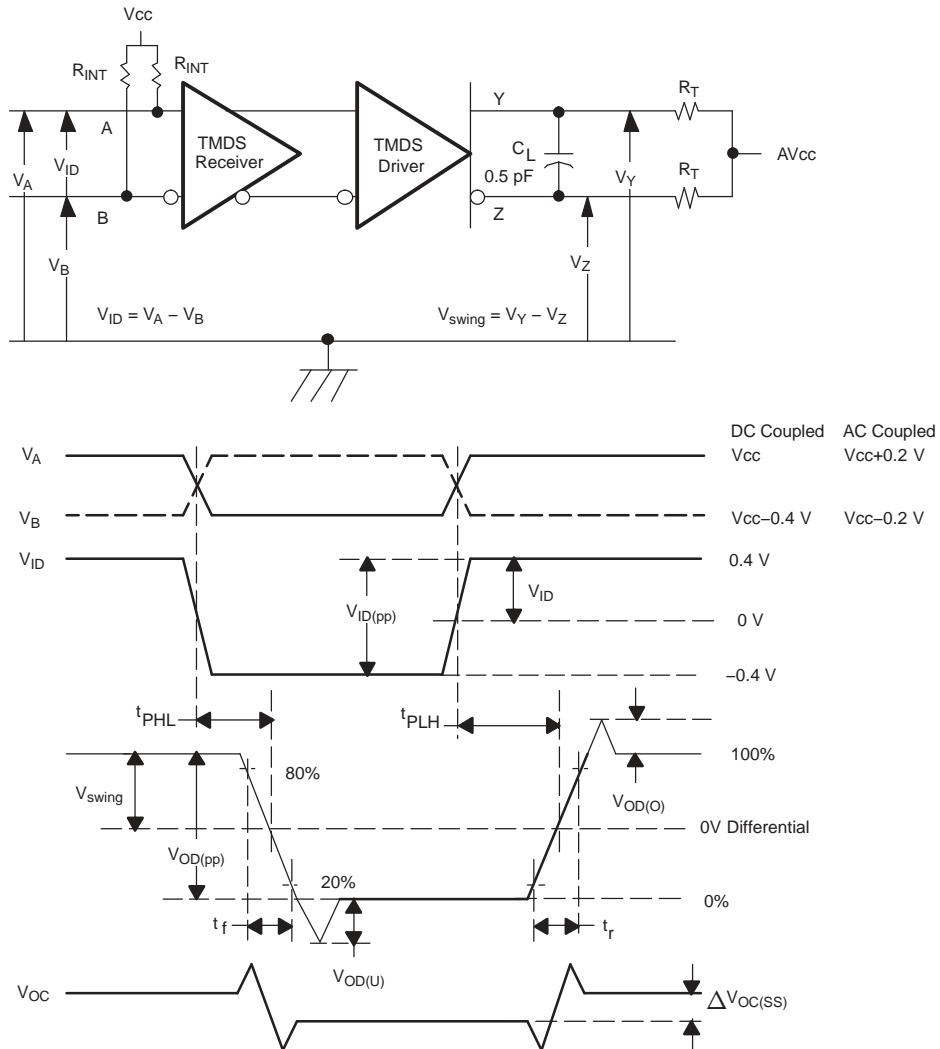 Vcc
RINT RINT
A
VID
VA
B
VB
TMDS
Receiver
TMDS
Driver
Y
CL
0.5 pF
Z
VY
VZ
RT
RT
AVcc
VID = VA − VB
Vswing = VY − VZ
DC Coupled AC Coupled
VA
Vcc Vcc+0.2 V
VB
Vcc−0.4 V Vcc−0.2 V
VID
0.4 V
VID
VID(pp)
0 V
−0.4 V
tPHL
tPLH
100%
80%
Vswing
VOD(O)
0V Differential
VOD(pp)
20%
0%
tf
tr
VOD(U)
VOC
ΔVOC(SS)